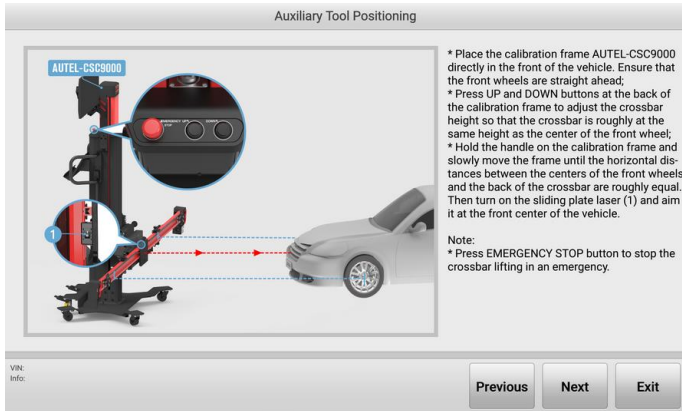 Auxiliary Tool Positioning
AUTEL-CSC9000
EMERGENCY STOP
UP
DOWN
1
* Place the calibration frame AUTEL-CSC9000
directly in the front of the vehicle. Ensure that
the front wheels are straight ahead;
* Press UP and DOWN buttons at the back of
the calibration frame to adjust the crossbar
height so that the crossbar is roughly at the
same height as the center of the front wheel;
* Hold the handle on the calibration frame and
slowly move the frame until the horizontal dis-
tances between the centers of the front wheels
and the back of the crossbar are roughly equal.
Then turn on the sliding plate laser (1) and aim
it at the front center of the vehicle.
Note:
* Press EMERGENCY STOP button to stop the
crossbar lifting in an emergency.
VIN:
Info:
Previous
Next
Exit